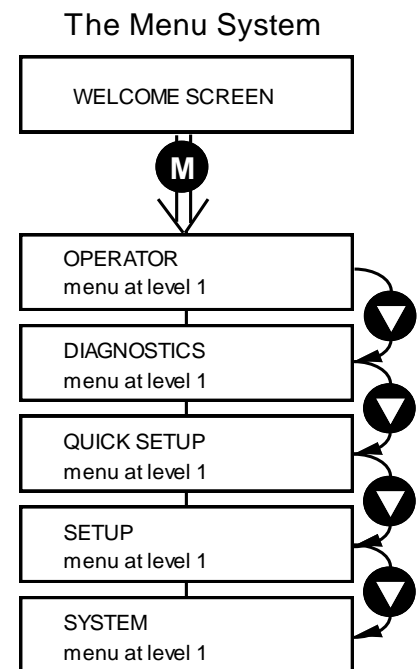 The Menu System
WELCOME SCREEN
M
OPERATOR
menu at level 1
DIAGNOSTICS
menu at level 1
QUICK SETUP
menu at level 1
SETUP
menu at level 1
SYSTEM
menu at level 1